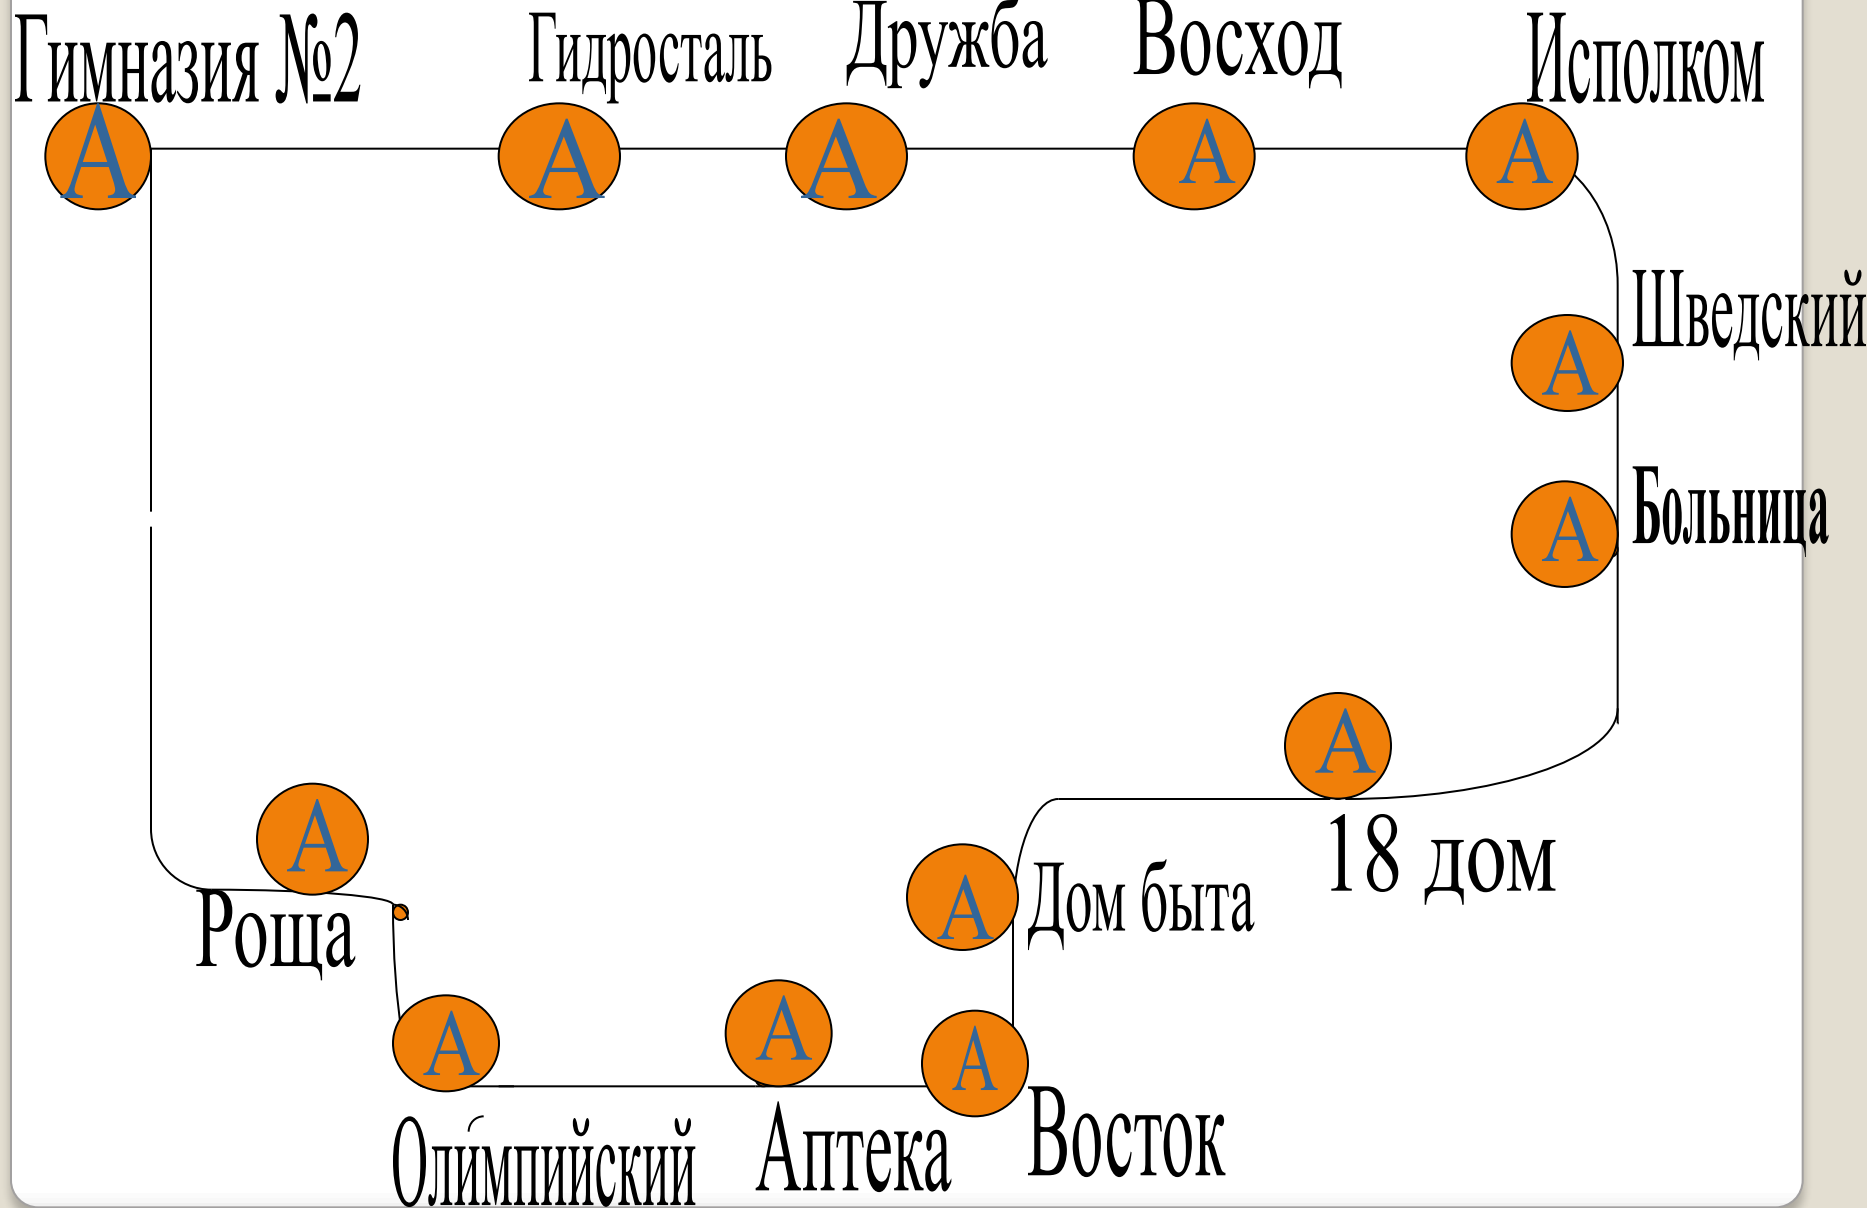 Гимназия №2
Гидросталь
Дружба
Восход
Исполком
А
А
А
А
А
Шведский
А
Больница
А
А
18 дом
А
Роща
А
Дом быта
А
А
А
Олимпийский
Аптека
Восток